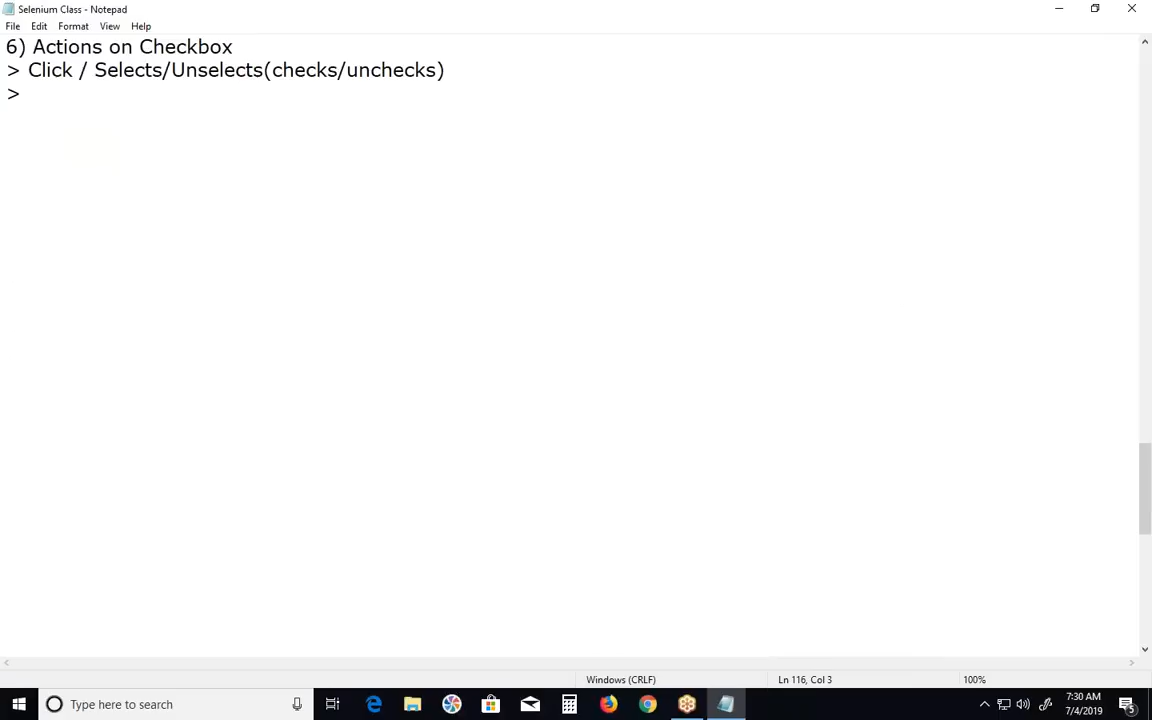 Selenium Class - Notepad
File Edit Format View Help
6) Actions on Checkbox
> Click / Selects/Unselects(checks/unchecks)
>
Windows (CRLF) Ln 116, Col 3 100%
Type here to search
7:30 AM
7/4/2019
5